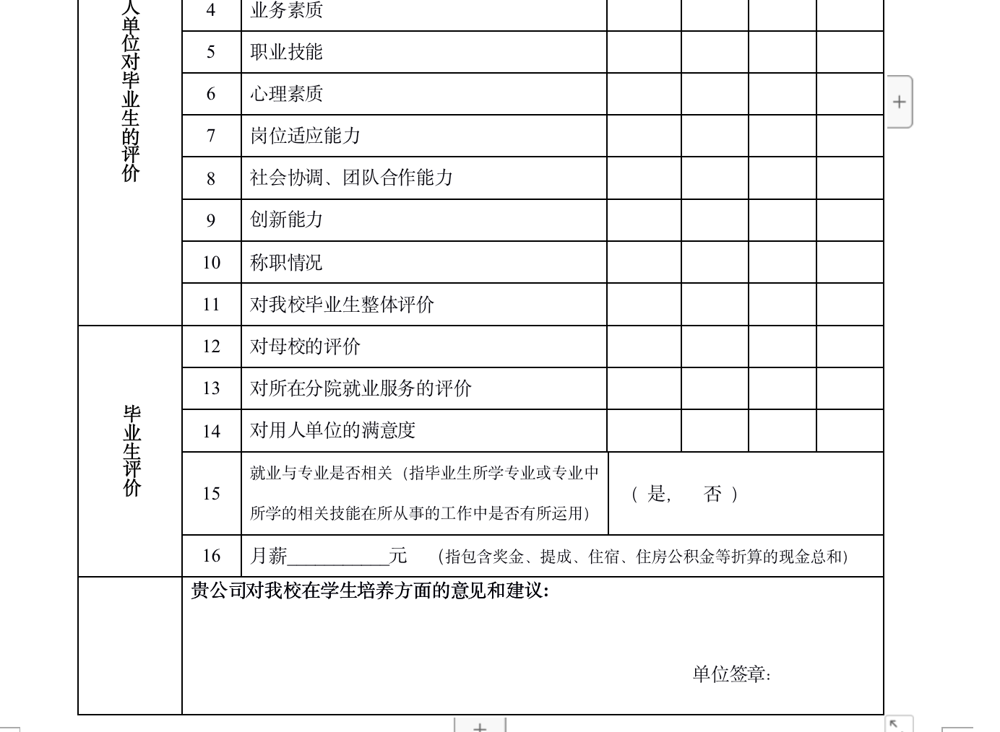 人单位对毕业生的评价
4 业务素质
5 职业技能
6 心理素质
7 岗位适应能力
8 社会协调、团队合作能力
9 创新能力
10 称职情况
11 对我校毕业生整体评价
毕业生评价
12 对母校的评价
13 对所在分院就业服务的评价
14 对用人单位的满意度
15 就业与专业是否相关（指毕业生所学专业或专业中
所学的相关技能在所从事的工作中是否有所运用）
（ 是, 否 ）
16 月薪___________元 （指包含奖金、提成、住宿、住房公积金等折算的现金总和）
贵公司对我校在学生培养方面的意见和建议：
单位签章：